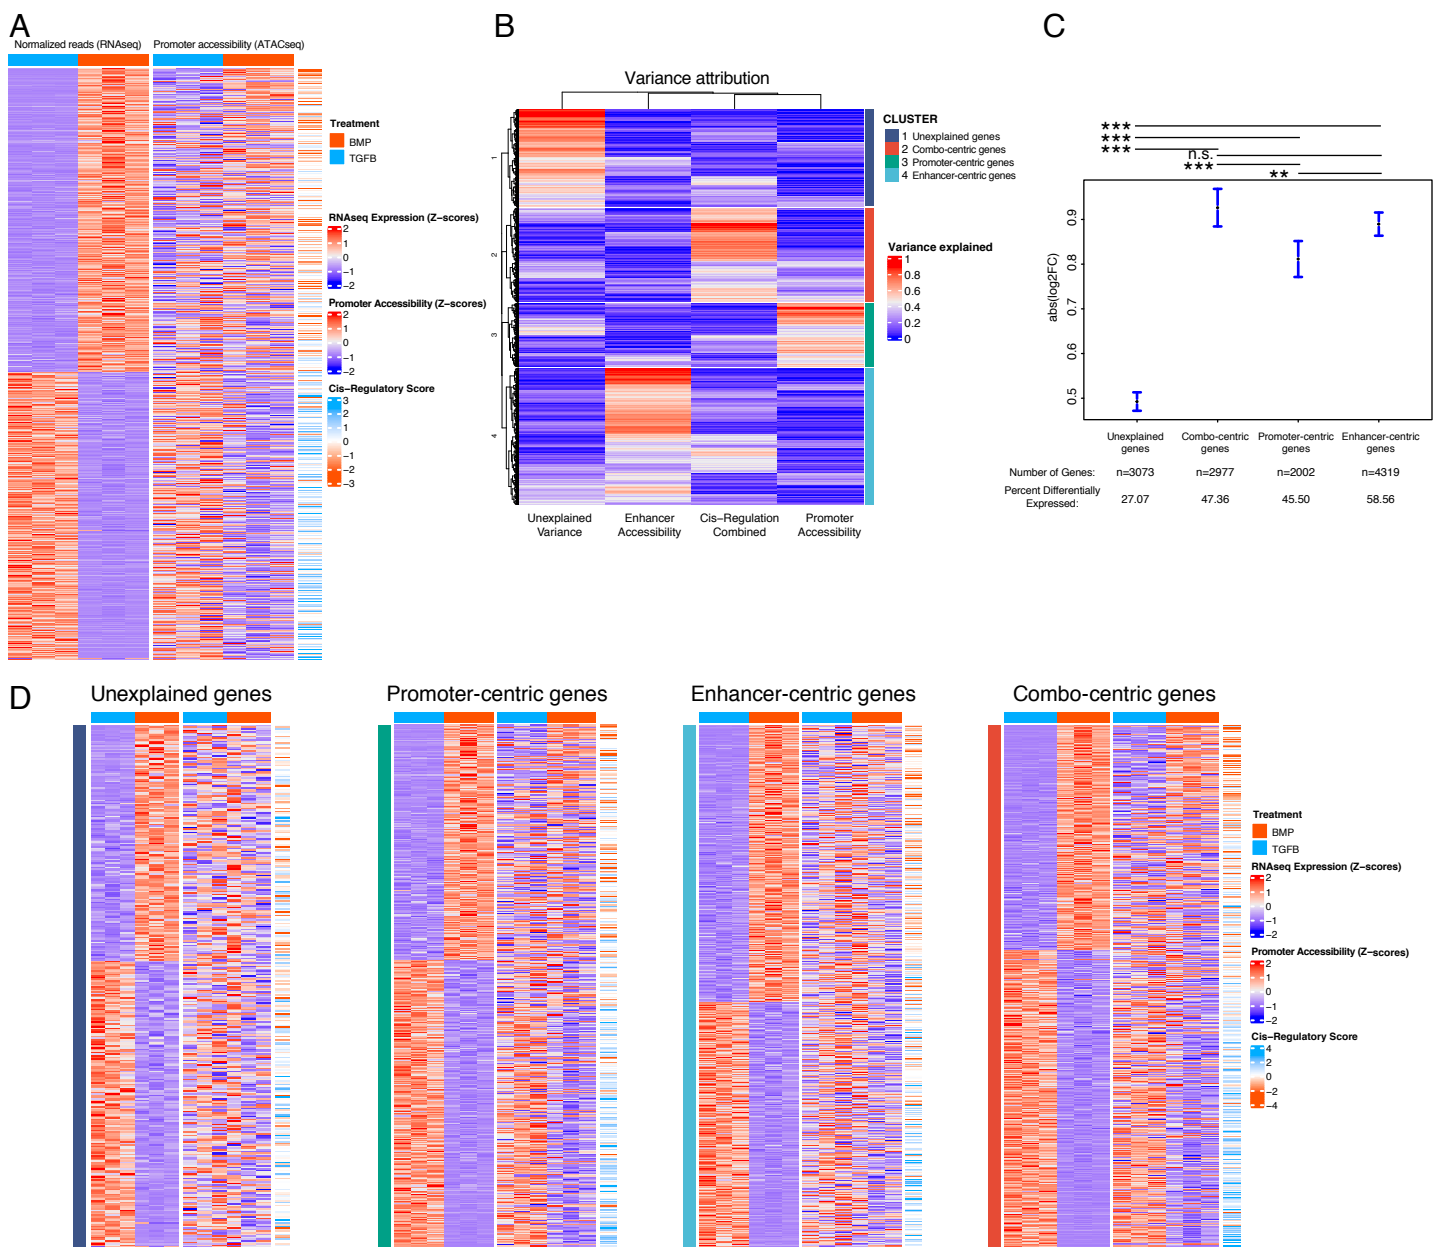 A
Normalized reads (RNAseq)
Promoter accessibility (ATACseq)
Treatment
BMP
TGFB
RNAseq Expression (Z−scores)
2
1
0
−1
−2
Promoter Accessibility (Z−scores)
2
1
0
−1
−2
Cis−Regulatory Score
3
2
1
0
−1
−2
−3
B
Variance attribution
1
2
3
4
CLUSTER
1 Unexplained genes
2 Combo-centric genes
3 Promoter-centric genes
4 Enhancer-centric genes
Variance explained
1
0.8
0.6
0.4
0.2
0
Unexplained
Variance
Enhancer
Accessibility
Cis−Regulation
Combined
Promoter
Accessibility
C
***
***
***
n.s.
***
**
abs(log2FC)
0.9
0.8
0.7
0.6
0.5
Unexplained
genes
Combo-centric
genes
Promoter-centric
genes
Enhancer-centric
genes
Number of Genes: n=3073 n=2977 n=2002 n=4319
Percent Differentially
Expressed: 27.07 47.36 45.50 58.56
D
Unexplained genes
Promoter-centric genes
Enhancer-centric genes
Combo-centric genes
Treatment
BMP
TGFB
RNAseq Expression (Z−scores)
2
1
0
−1
−2
Promoter Accessibility (Z−scores)
2
1
0
−1
−2
Cis−Regulatory Score
4
2
0
−2
−4